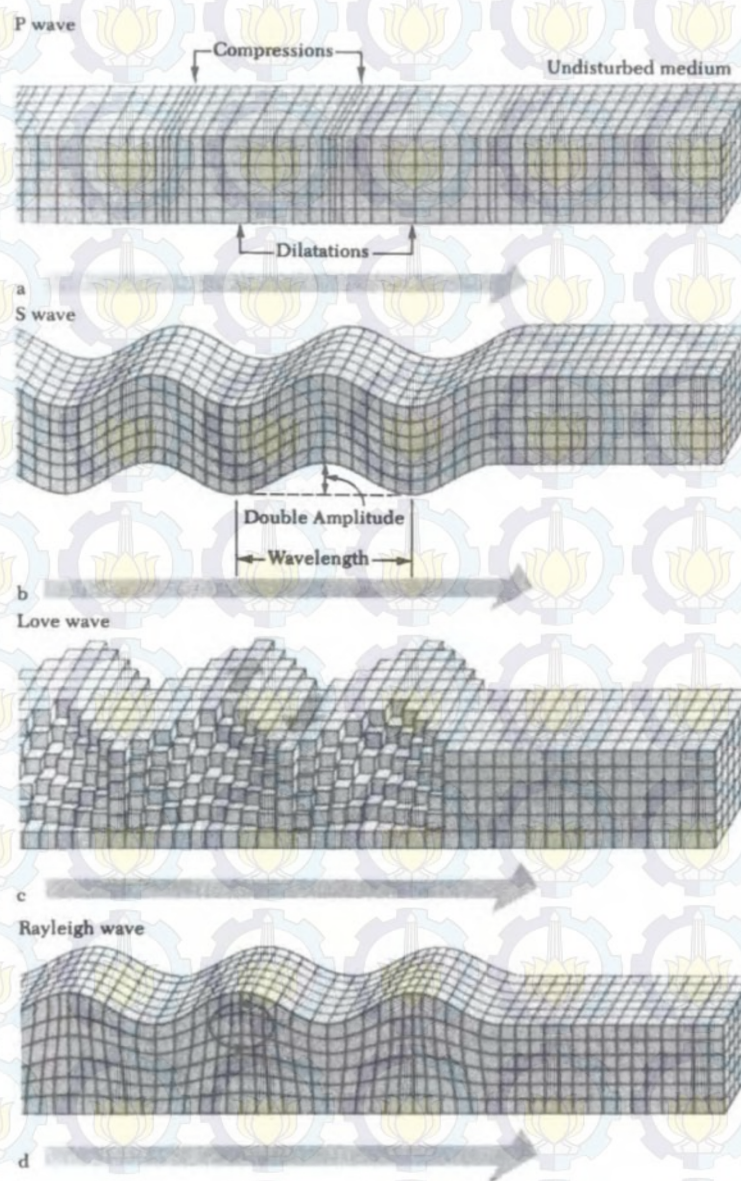 P wave
Compressions
Undisturbed medium
Dilatations
a
S wave
Double Amplitude
Wavelength
b
Love wave
c
Rayleigh wave
d